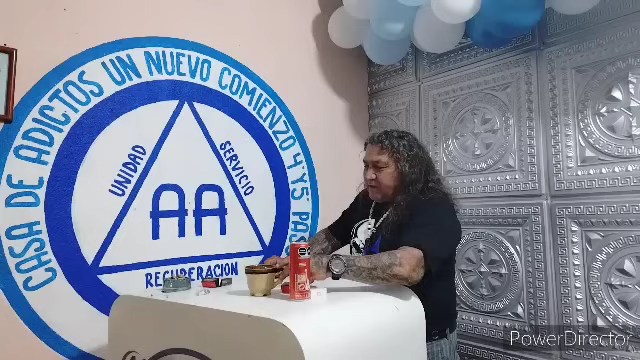 CASA DE ADICTOS UN NUEVO COMIENZO 4 Y 5 PAS
UNIDAD
SERVICIO
AA
RECUPERACION
PowerDirector